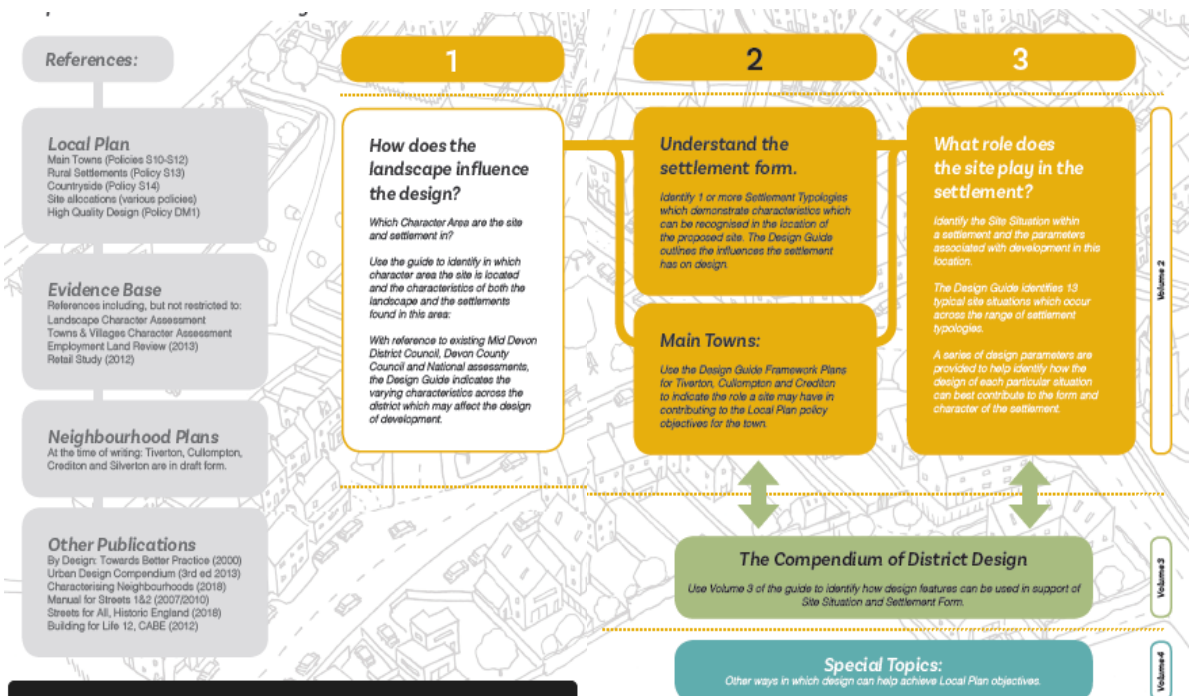 References:
Local Plan
Main Towns (Policies S10-S12)
Rural Settlements (Policy S13)
Countryside (Policy S14)
Site allocations (various policies)
High Quality Design (Policy DM1)
Evidence Base
References including, but not restricted to:
Landscape Character Assessment
Towns & Villages Character Assessment
Employment Land Review (2013)
Retail Study (2012)
Neighbourhood Plans
At the time of writing: Tiverton, Cullompton,
Crediton and Silverton are in draft form.
Other Publications
By Design: Towards Better Practice (2000)
Urban Design Compendium (3rd ed 2013)
Characterising Neighbourhoods (2018)
Manual for Streets 1&2 (2007/2010)
Streets for All, Historic England (2018)
Building for Life 12, CABE (2012)
1
How does the
landscape influence
the design?
Which Character Area are the site
and settlement in?
Use the guide to identify in which
character area the site is located
and the characteristics of both the
landscape and the settlements
found in this area:
With reference to existing Mid Devon
District Council, Devon County
Council and National assessments,
the Design Guide indicates the
varying characteristics across the
district which may affect the design
of development.
2
Understand the
settlement form.
Identify 1 or more Settlement Typologies
which demonstrate characteristics which
can be recognised in the location of
the proposed site. The Design Guide
outlines the influences the settlement
has on design.
Main Towns:
Use the Design Guide Framework Plans
for Tiverton, Cullompton and Crediton
to indicate the role a site may have in
contributing to the Local Plan policy
objectives for the town.
3
What role does
the site play in the
settlement?
Identify the Site Situation within
a settlement and the parameters
associated with development in this
location.
The Design Guide identifies 13
typical site situations which occur
across the range of settlement
typologies.
A series of design parameters are
provided to help identify how the
design of each particular situation
can best contribute to the form and
character of the settlement.
Volume 2
The Compendium of District Design
Use Volume 3 of the guide to identify how design features can be used in support of
Site Situation and Settlement Form.
Volume 3
Special Topics:
Other ways in which design can help achieve Local Plan objectives.
Volume 4